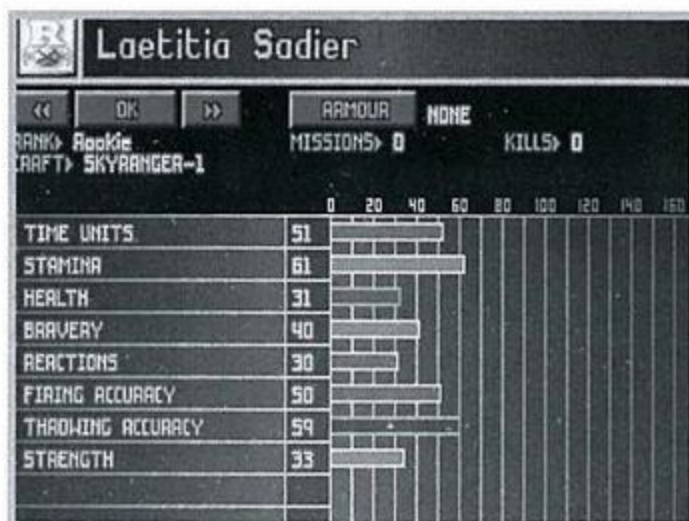 R
Laetitia Sadier
<< OK >> ARMOUR NONE
RANK> Rookie MISSIONS> 0 KILLS> 0
CRAFT> SKYRANGER-1
0 20 40 60 80 100 120 140 160
TIME UNITS 51
STAMINA 61
HEALTH 31
BRAVERY 40
REACTIONS 30
FIRING ACCURACY 50
THROWING ACCURACY 59
STRENGTH 33